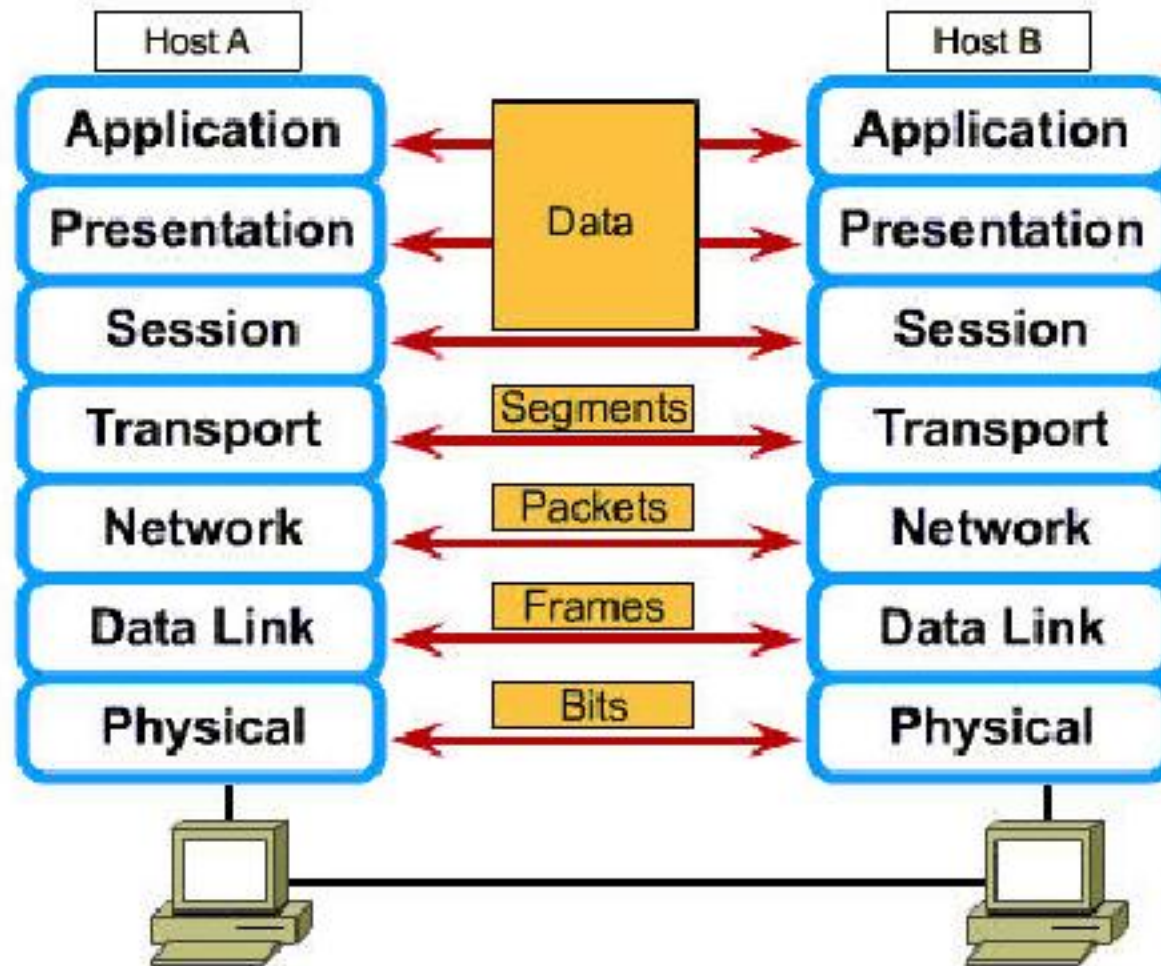 Host A
Host B
Application
Data
Application
Presentation
Presentation
Session
Session
Transport
Segments
Transport
Network
Packets
Network
Data Link
Frames
Data Link
Physical
Bits
Physical